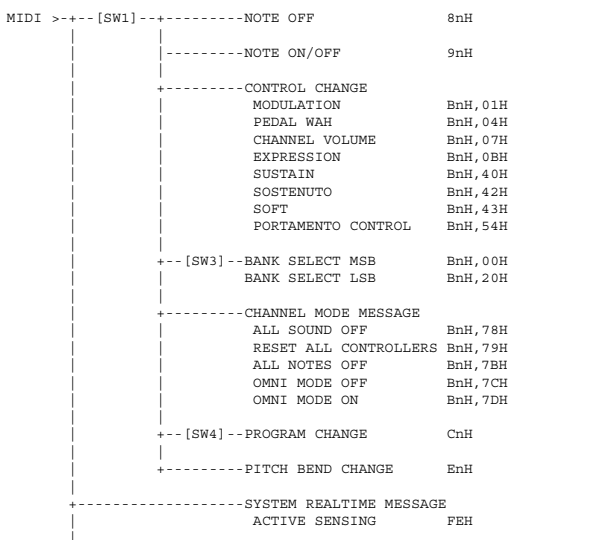 MIDI >-+--[SW1]--+---------NOTE OFF                8nH
       |         |
       |         |---------NOTE ON/OFF             9nH
       |         |
       |         +---------CONTROL CHANGE
       |         |          MODULATION             BnH,01H
       |         |          PEDAL WAH              BnH,04H
       |         |          CHANNEL VOLUME         BnH,07H
       |         |          EXPRESSION             BnH,0BH
       |         |          SUSTAIN                BnH,40H
       |         |          SOSTENUTO              BnH,42H
       |         |          SOFT                   BnH,43H
       |         |          PORTAMENTO CONTROL     BnH,54H
       |         |
       |         +--[SW3]--BANK SELECT MSB         BnH,00H
       |         |         BANK SELECT LSB         BnH,20H
       |         |
       |         +---------CHANNEL MODE MESSAGE
       |         |          ALL SOUND OFF          BnH,78H
       |         |          RESET ALL CONTROLLERS  BnH,79H
       |         |          ALL NOTES OFF          BnH,7BH
       |         |          OMNI MODE OFF          BnH,7CH
       |         |          OMNI MODE ON           BnH,7DH
       |         |
       |         +--[SW4]--PROGRAM CHANGE          CnH
       |         |
       |         +---------PITCH BEND CHANGE       EnH
       |
       +-------------------SYSTEM REALTIME MESSAGE
       |                    ACTIVE SENSING         FEH
       |